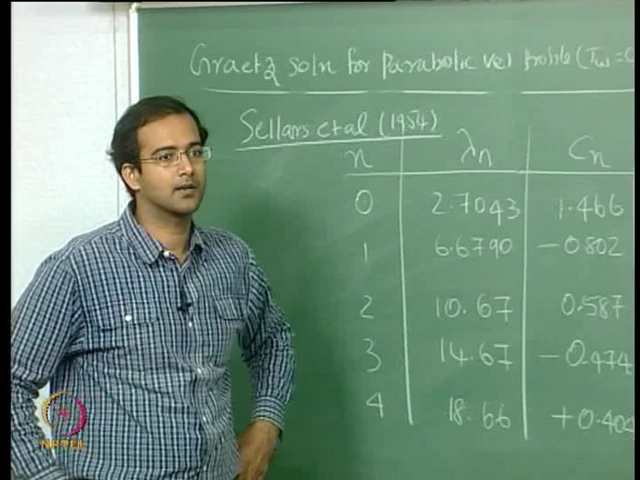 Graetz soln for parabolic vel profile (Tw = C
Sellars et al (1954)
n λn Cn
0 2.7043 1.466
1 6.6790 -0.802
2 10.67 0.587
3 14.67 -0.474
4 18.66 +0.404
NPTEL